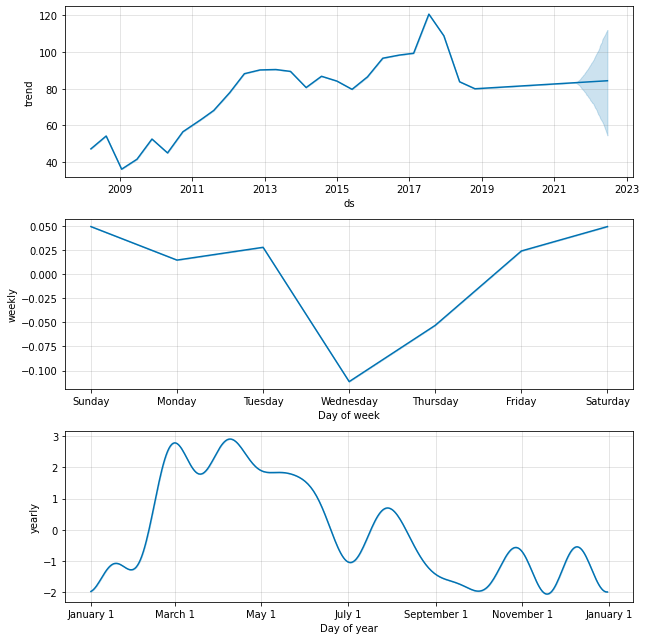 120
100
80
60
40
trend
2009 2011 2013 2015 2017 2019 2021 2023
ds
0.050
0.025
0.000
−0.025
−0.050
−0.075
−0.100
weekly
Sunday Monday Tuesday Wednesday Thursday Friday Saturday
Day of week
3
2
1
0
−1
−2
yearly
January 1 March 1 May 1 July 1 September 1 November 1 January 1
Day of year